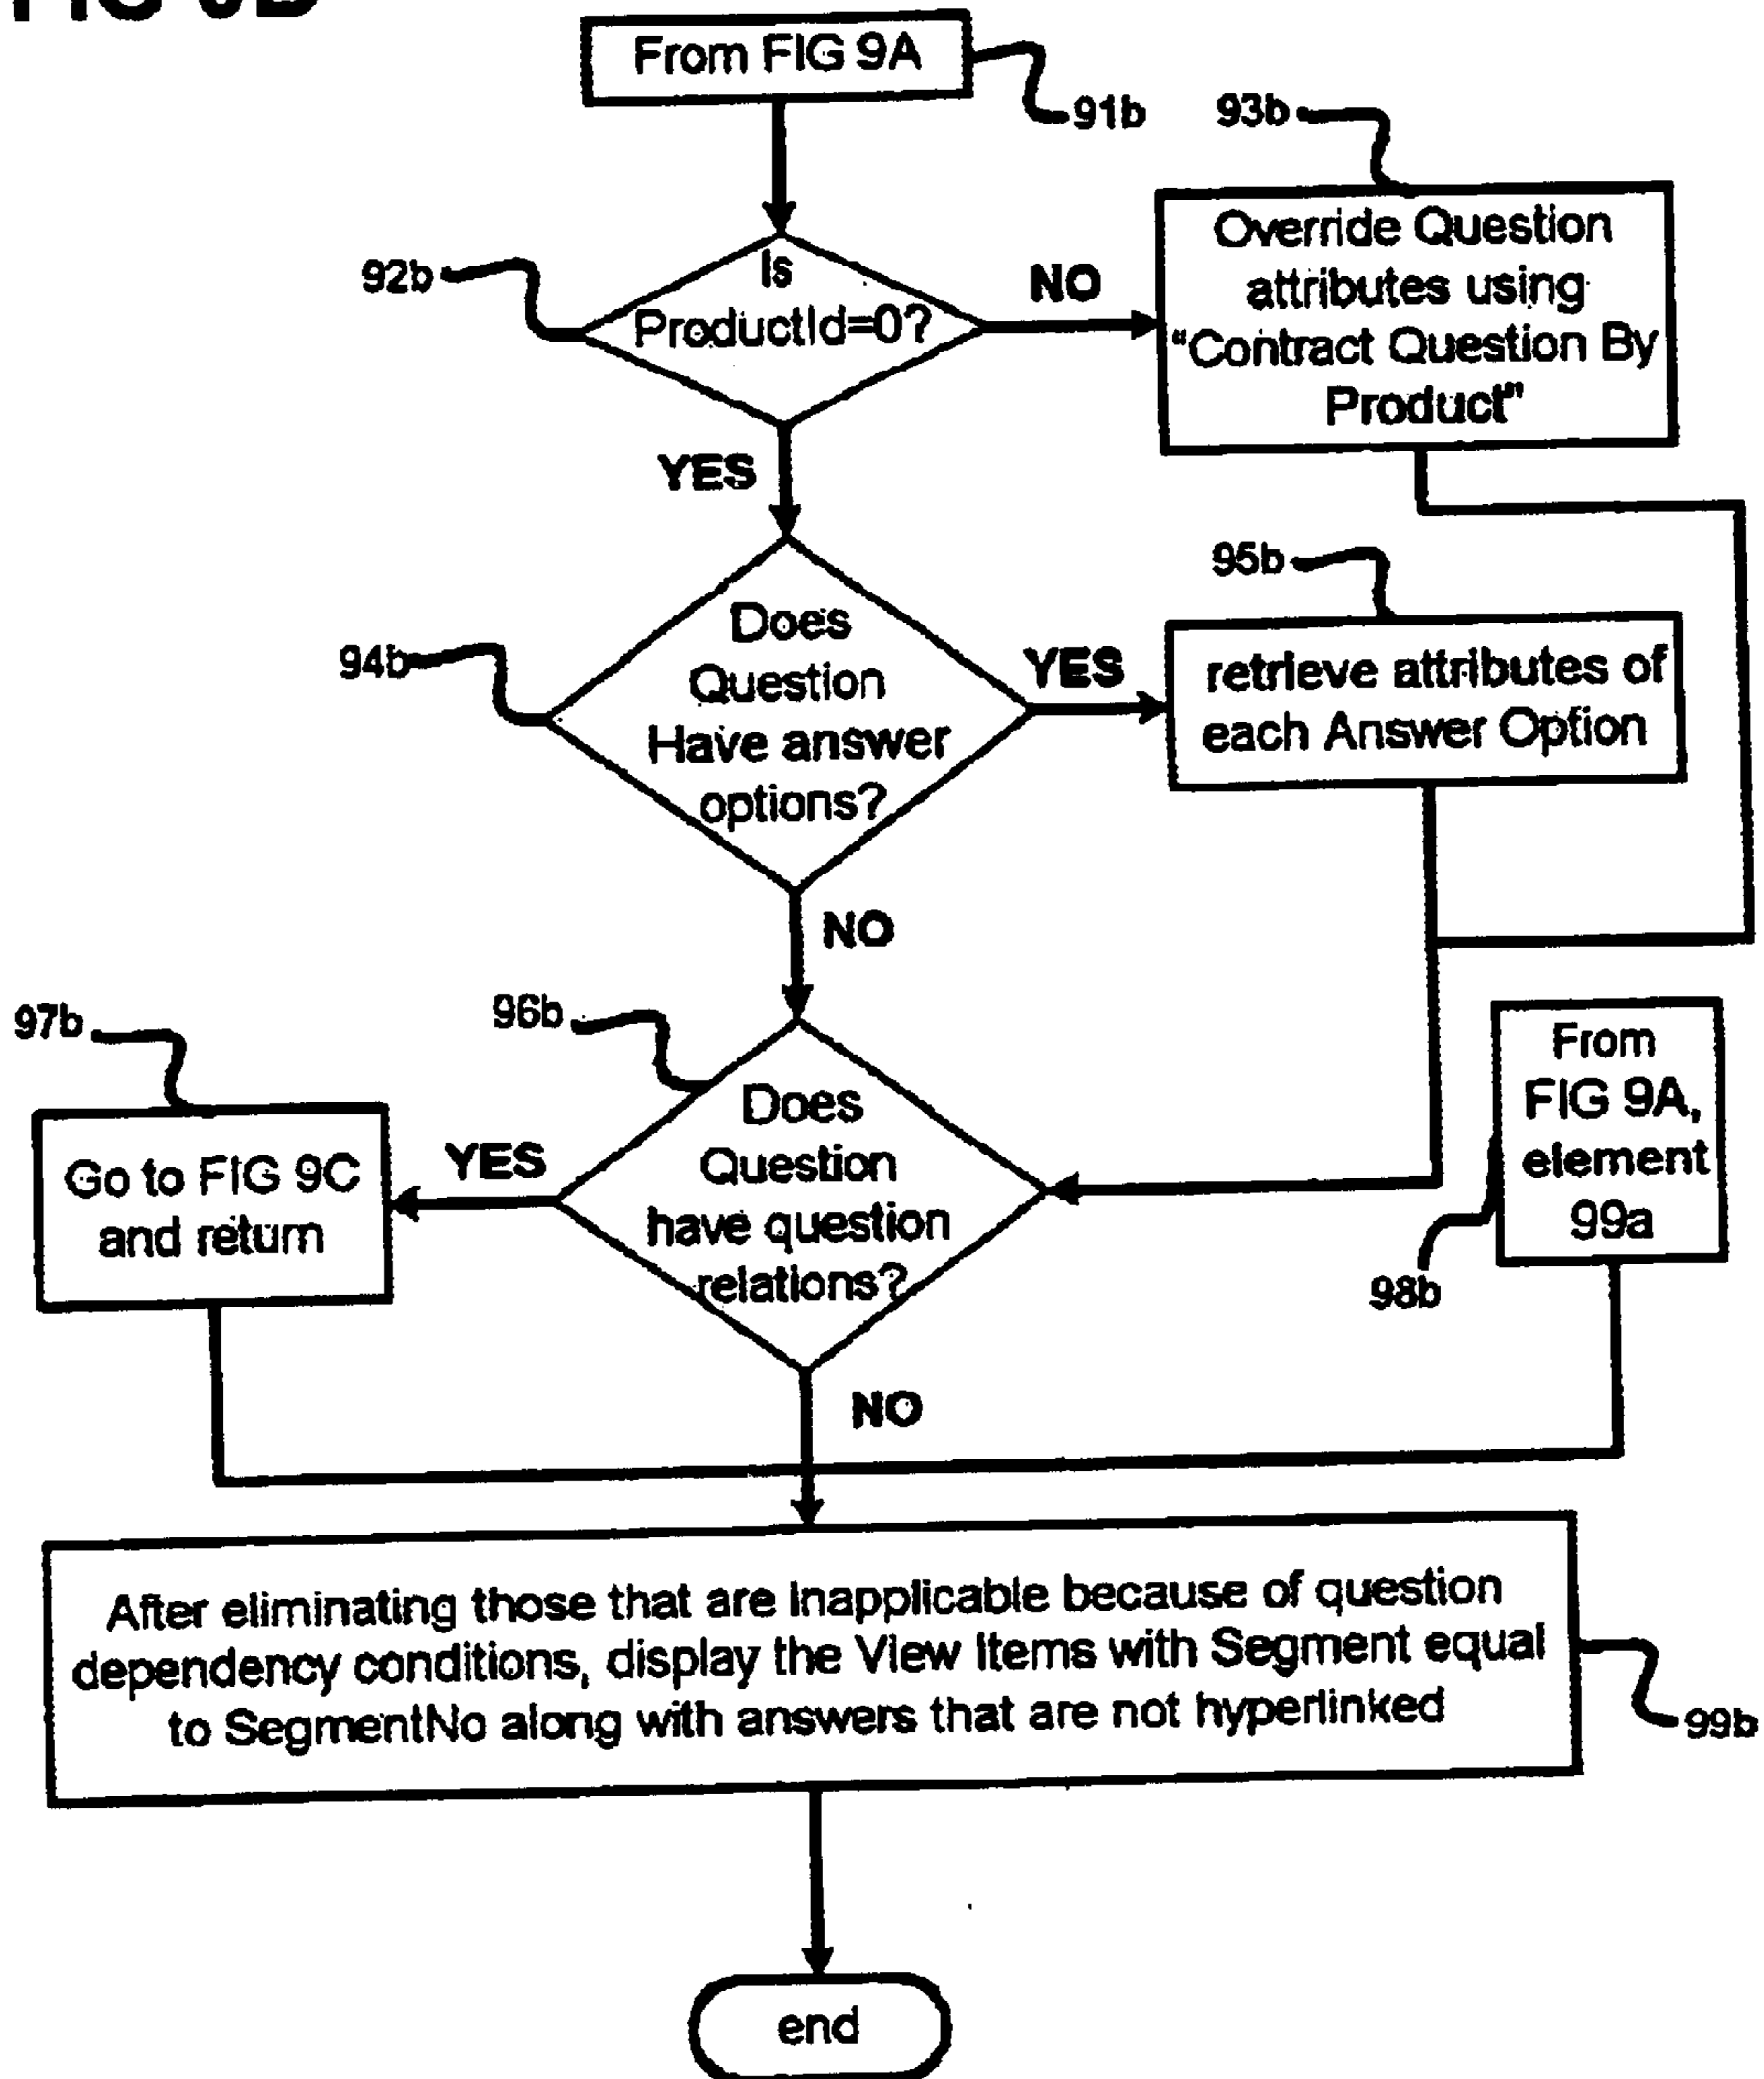 From FIG 9A
91b
93b
Override Question
attributes using
"Contract Question By
Product"
92b
Is
ProductId=0?
NO
YES
95b
94b
Does
Question
Have answer
options?
YES
retrieve attributes of
each Answer Option
NO
97b
96b
From
FIG 9A,
element
99a
98b
Go to FIG 9C
and return
YES
Does
Question
have question
relations?
NO
After eliminating those that are inapplicable because of question
dependency conditions, display the View Items with Segment equal
to SegmentNo along with answers that are not hyperlinked
99b
end